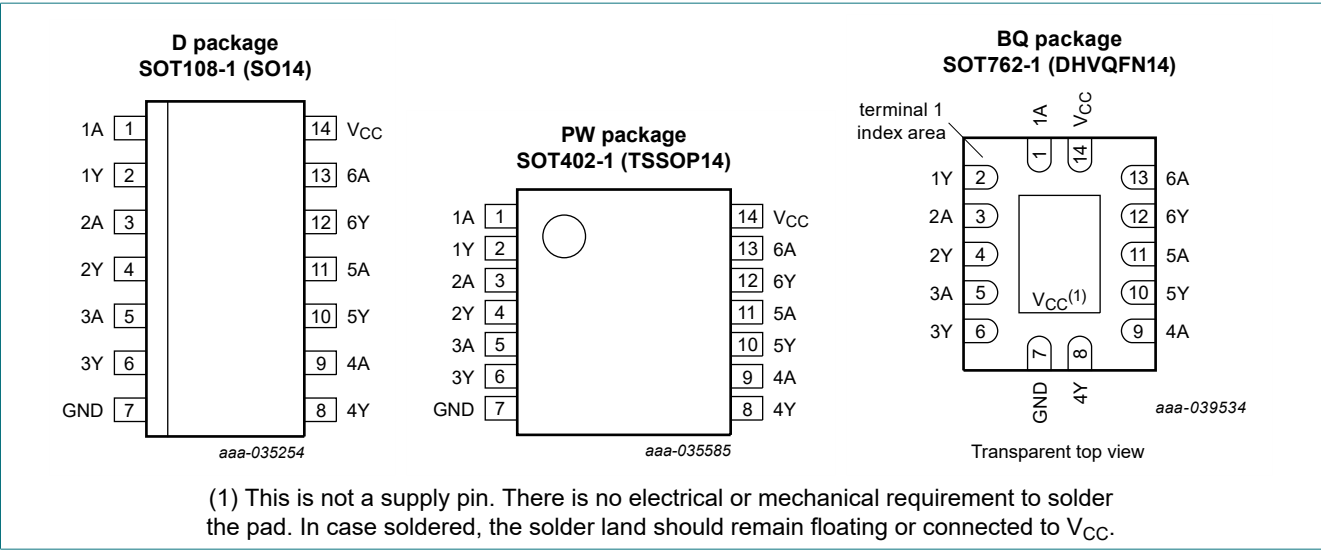 D package
SOT108-1 (SO14)
1A 1
14 VCC
1Y 2
13 6A
2A 3
12 6Y
2Y 4
11 5A
3A 5
10 5Y
3Y 6
9 4A
GND 7
8 4Y
aaa-035254
PW package
SOT402-1 (TSSOP14)
1A 1
14 VCC
1Y 2
13 6A
2A 3
12 6Y
2Y 4
11 5A
3A 5
10 5Y
3Y 6
9 4A
GND 7
8 4Y
aaa-035585
BQ package
SOT762-1 (DHVQFN14)
terminal 1
index area
1A
VCC
1
14
1Y 2
13 6A
2A 3
12 6Y
2Y 4
11 5A
3A 5
10 5Y
VCC(1)
3Y 6
9 4A
7
8
GND
4Y
aaa-039534
Transparent top view
(1) This is not a supply pin. There is no electrical or mechanical requirement to solder
the pad. In case soldered, the solder land should remain floating or connected to VCC.